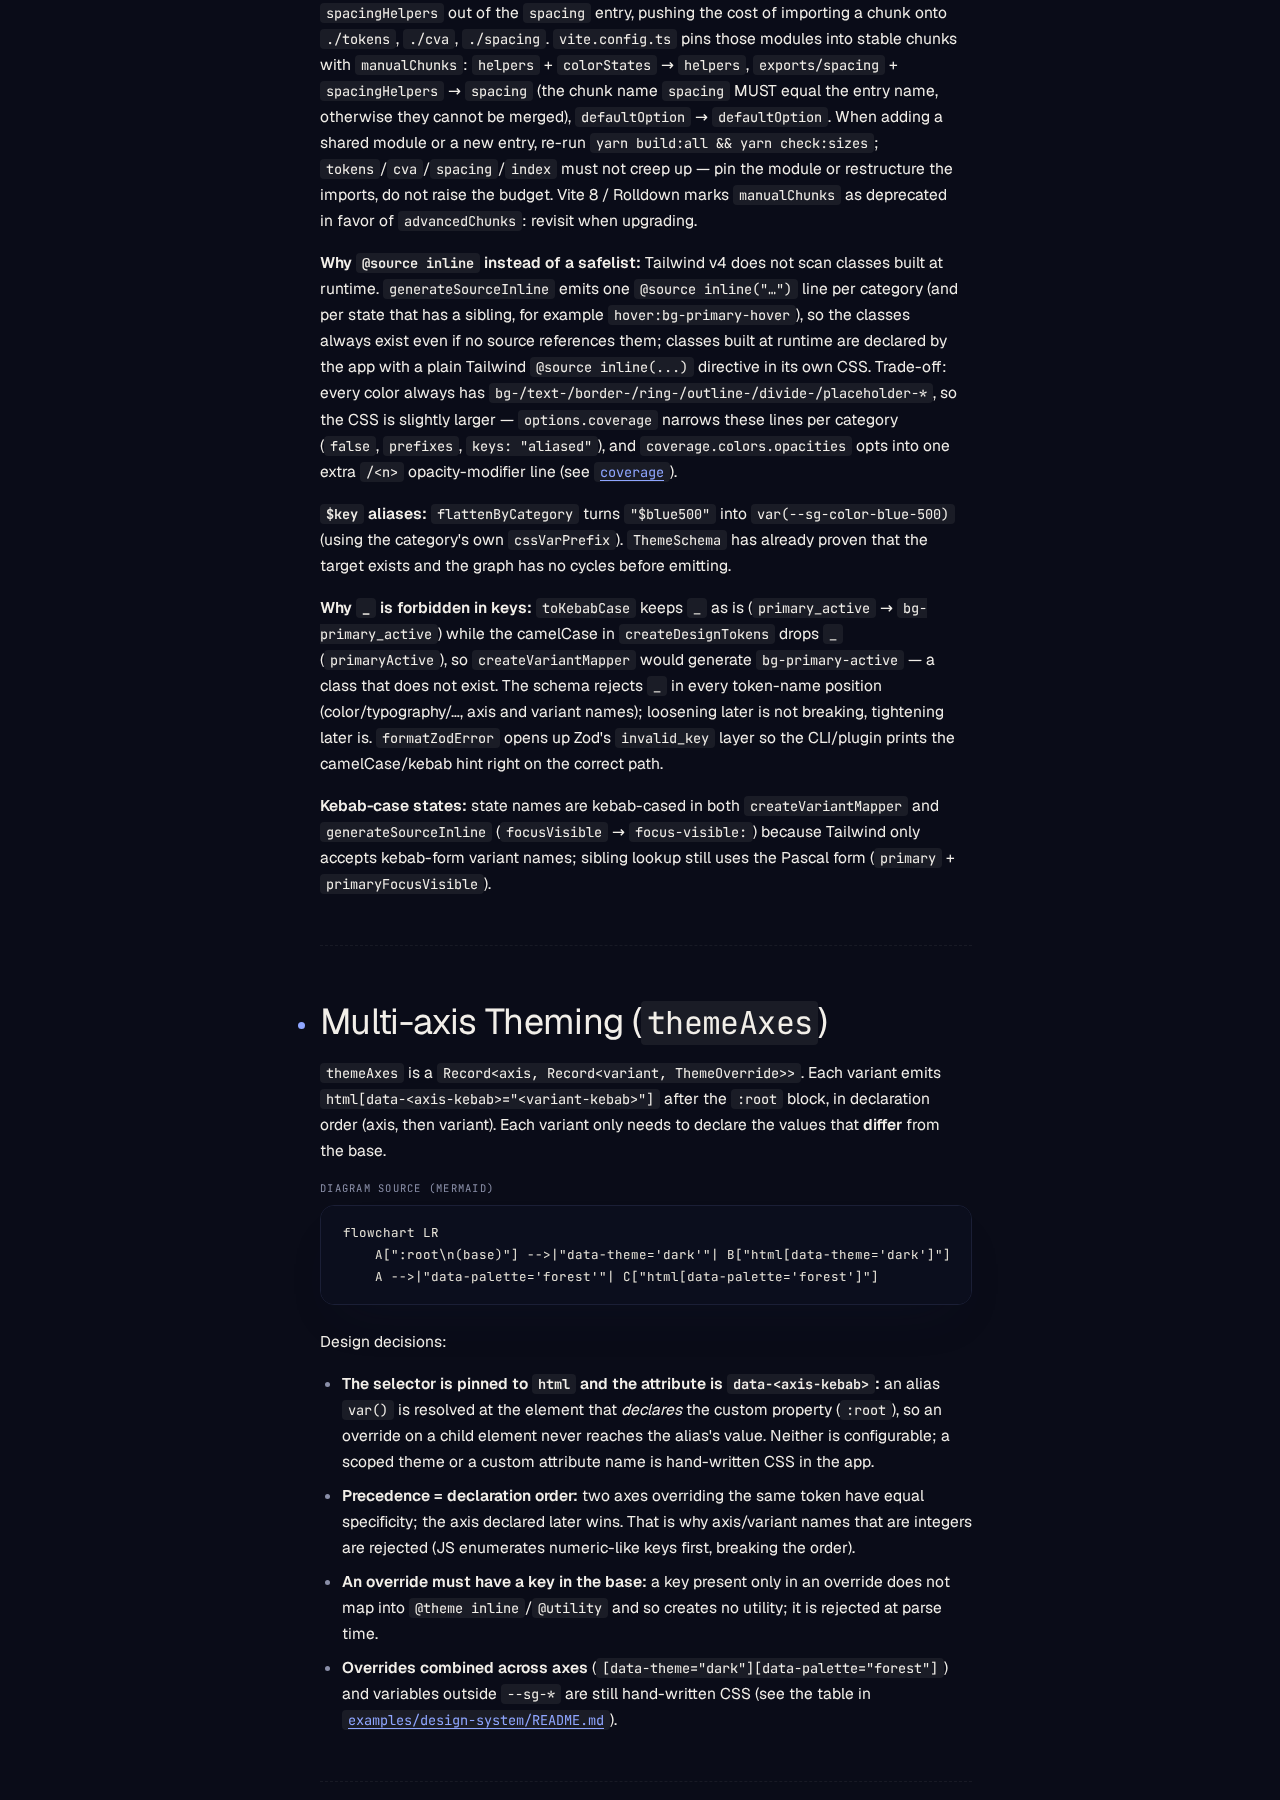 spacingHelpers out of the spacing entry, pushing the cost of importing a chunk onto
./tokens, ./cva, ./spacing. vite.config.ts pins those modules into stable chunks
with manualChunks: helpers + colorStates → helpers, exports/spacing +
spacingHelpers → spacing (the chunk name spacing MUST equal the entry name,
otherwise they cannot be merged), defaultOption → defaultOption. When adding a
shared module or a new entry, re-run yarn build:all && yarn check:sizes;
tokens/cva/spacing/index must not creep up — pin the module or restructure the
imports, do not raise the budget. Vite 8 / Rolldown marks manualChunks as deprecated
in favor of advancedChunks: revisit when upgrading.
Why @source inline instead of a safelist: Tailwind v4 does not scan classes built at
runtime. generateSourceInline emits one @source inline("…") line per category (and
per state that has a sibling, for example hover:bg-primary-hover), so the classes
always exist even if no source references them; classes built at runtime are declared by
the app with a plain Tailwind @source inline(...) directive in its own CSS. Trade-off:
every color always has bg-/text-/border-/ring-/outline-/divide-/placeholder-*, so
the CSS is slightly larger — options.coverage narrows these lines per category
(false, prefixes, keys: "aliased"), and coverage.colors.opacities opts into one
extra /<n> opacity-modifier line (see coverage).
$key aliases: flattenByCategory turns "$blue500" into var(--sg-color-blue-500)
(using the category's own cssVarPrefix). ThemeSchema has already proven that the
target exists and the graph has no cycles before emitting.
Why _ is forbidden in keys: toKebabCase keeps _ as is (primary_active → bg-
primary_active) while the camelCase in createDesignTokens drops _
(primaryActive), so createVariantMapper would generate bg-primary-active — a
class that does not exist. The schema rejects _ in every token-name position
(color/typography/…, axis and variant names); loosening later is not breaking, tightening
later is. formatZodError opens up Zod's invalid_key layer so the CLI/plugin prints the
camelCase/kebab hint right on the correct path.
Kebab-case states: state names are kebab-cased in both createVariantMapper and
generateSourceInline (focusVisible → focus-visible:) because Tailwind only
accepts kebab-form variant names; sibling lookup still uses the Pascal form (primary +
primaryFocusVisible).
Multi-axis Theming (themeAxes)
themeAxes is a Record<axis, Record<variant, ThemeOverride>>. Each variant emits
html[data-<axis-kebab>="<variant-kebab>"] after the :root block, in declaration
order (axis, then variant). Each variant only needs to declare the values that differ from
the base.
DIAGRAM SOURCE (MERMAID)
flowchart LR
A[":root\n(base)"] -->|"data-theme='dark'"| B["html[data-theme='dark']"]
A -->|"data-palette='forest'"| C["html[data-palette='forest']"]
Design decisions:
The selector is pinned to html and the attribute is data-<axis-kebab>: an alias
var() is resolved at the element that declares the custom property (:root), so an
override on a child element never reaches the alias's value. Neither is configurable; a
scoped theme or a custom attribute name is hand-written CSS in the app.
Precedence = declaration order: two axes overriding the same token have equal
specificity; the axis declared later wins. That is why axis/variant names that are integers
are rejected (JS enumerates numeric-like keys first, breaking the order).
An override must have a key in the base: a key present only in an override does not
map into @theme inline/@utility and so creates no utility; it is rejected at parse
time.
Overrides combined across axes ([data-theme="dark"][data-palette="forest"])
and variables outside --sg-* are still hand-written CSS (see the table in
examples/design-system/README.md).